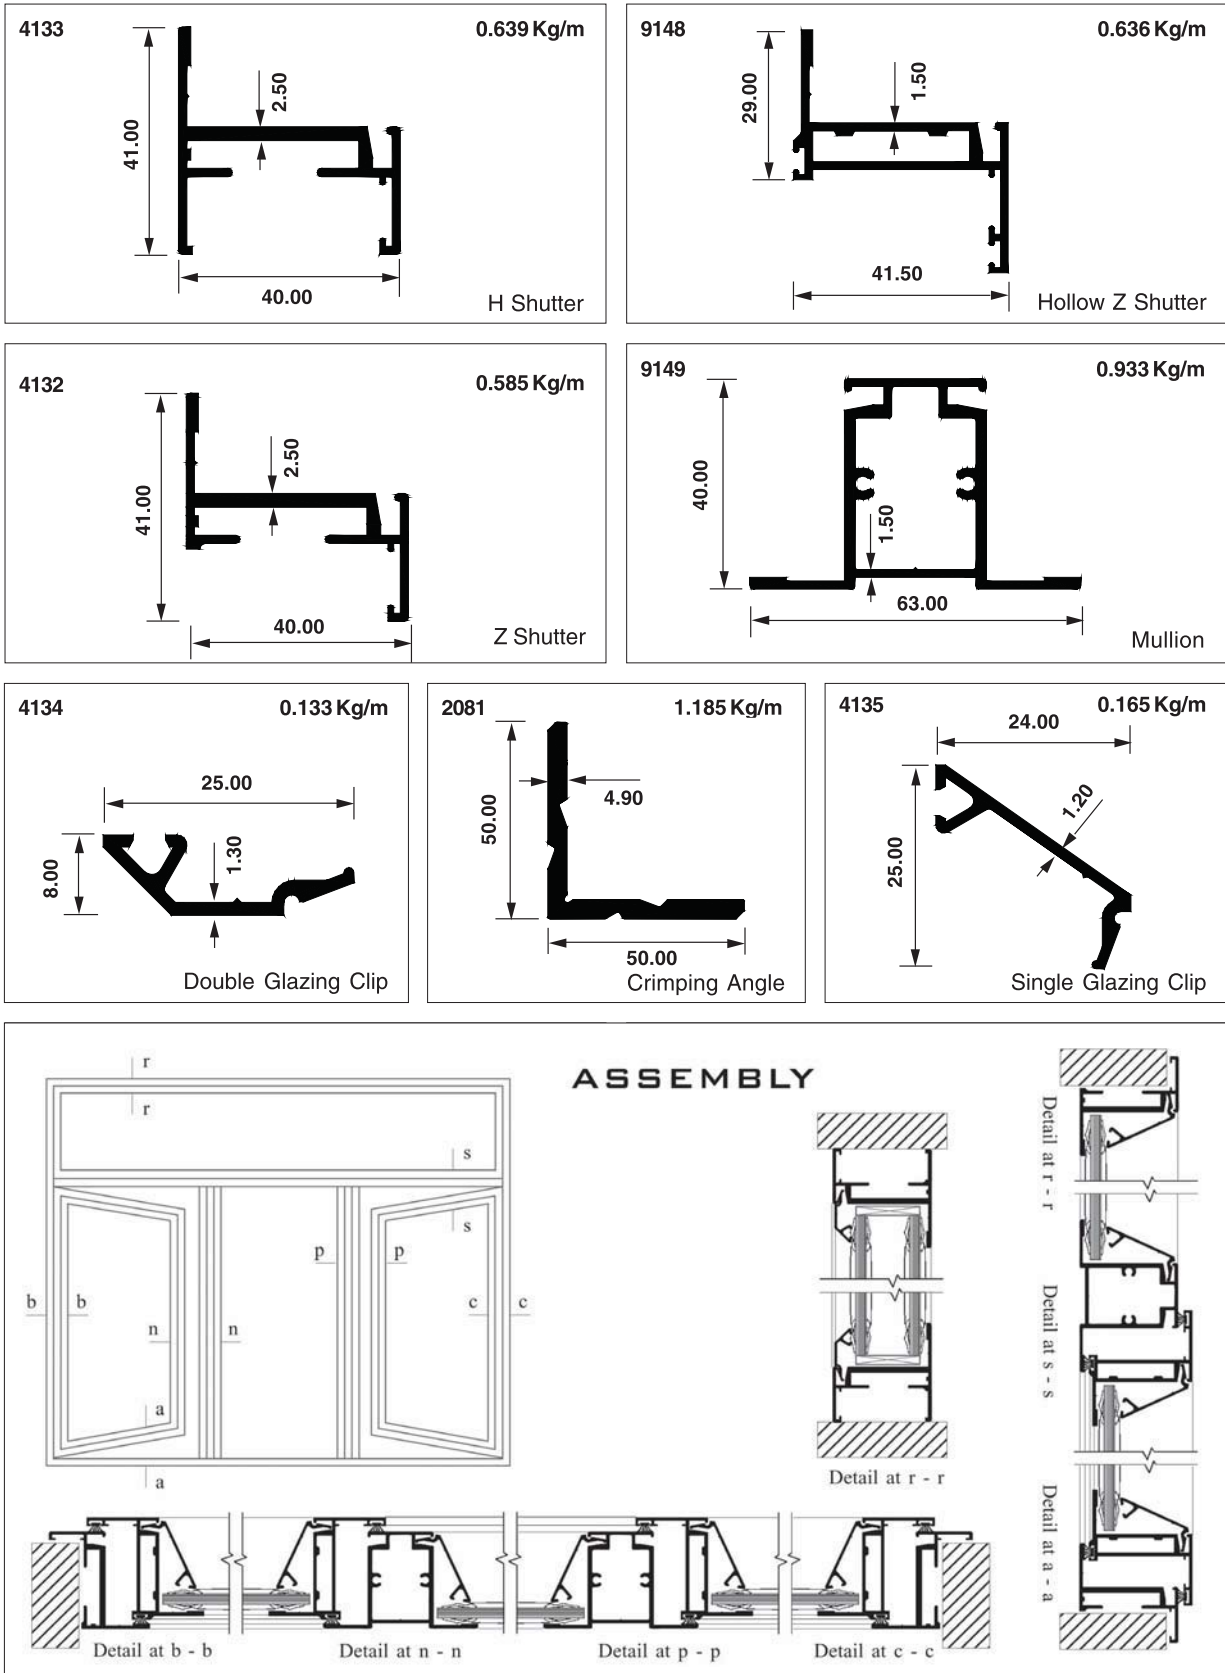 4133
0.639 Kg/m
41.00
2.50
40.00
H Shutter
9148
0.636 Kg/m
29.00
1.50
41.50
Hollow Z Shutter
4132
0.585 Kg/m
41.00
2.50
40.00
Z Shutter
9149
0.933 Kg/m
40.00
1.50
63.00
Mullion
4134
0.133 Kg/m
25.00
8.00
1.30
Double Glazing Clip
2081
1.185 Kg/m
50.00
4.90
50.00
Crimping Angle
4135
0.165 Kg/m
24.00
25.00
1.20
Single Glazing Clip
ASSEMBLY
r
r
s
s
p
p
b
b
c
c
n
n
a
a
Detail at r - r
Detail at r - r
Detail at s - s
Detail at a - a
Detail at b - b
Detail at n - n
Detail at p - p
Detail at c - c